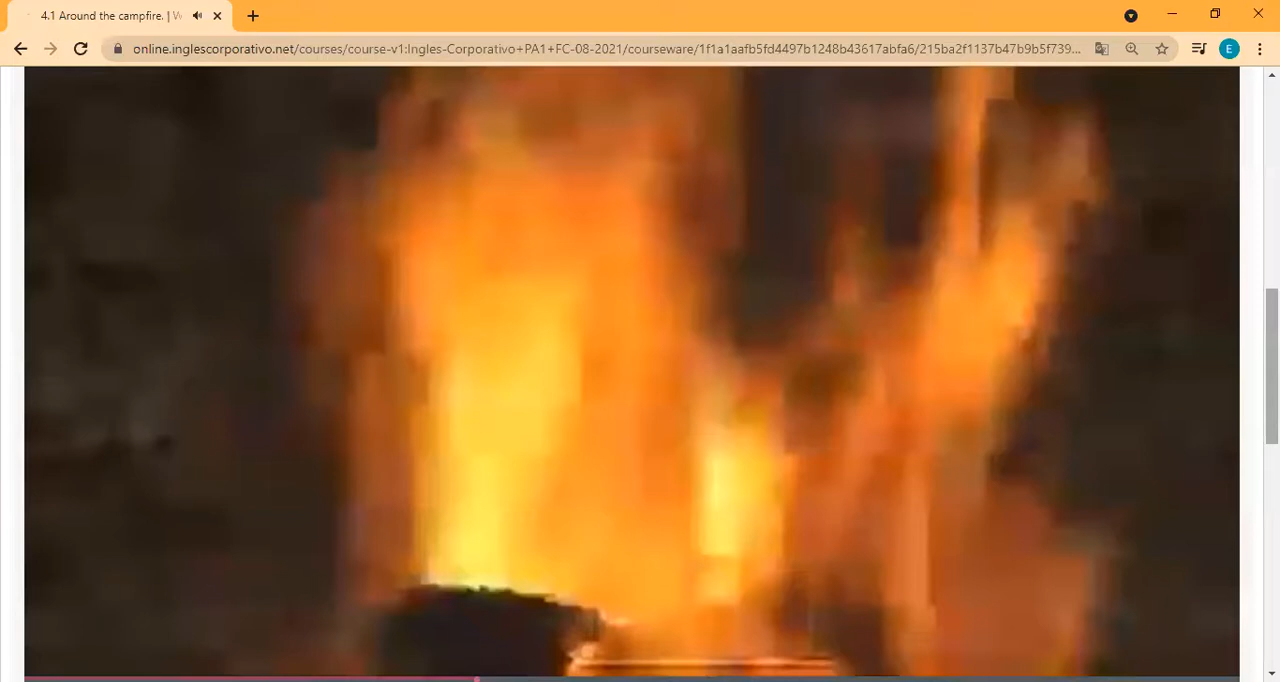 4.1 Around the campfire. | W
online.inglescorporativo.net/courses/course-v1:Ingles-Corporativo+PA1+FC-08-2021/courseware/1f1a1aafb5fd4497b1248b43617abfa6/215ba2f1137b47b9b5f739...
E